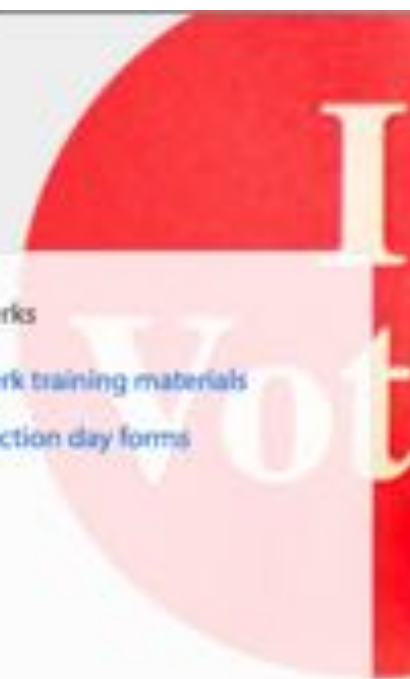 I
Vot
rks
rk training materials
ction day forms